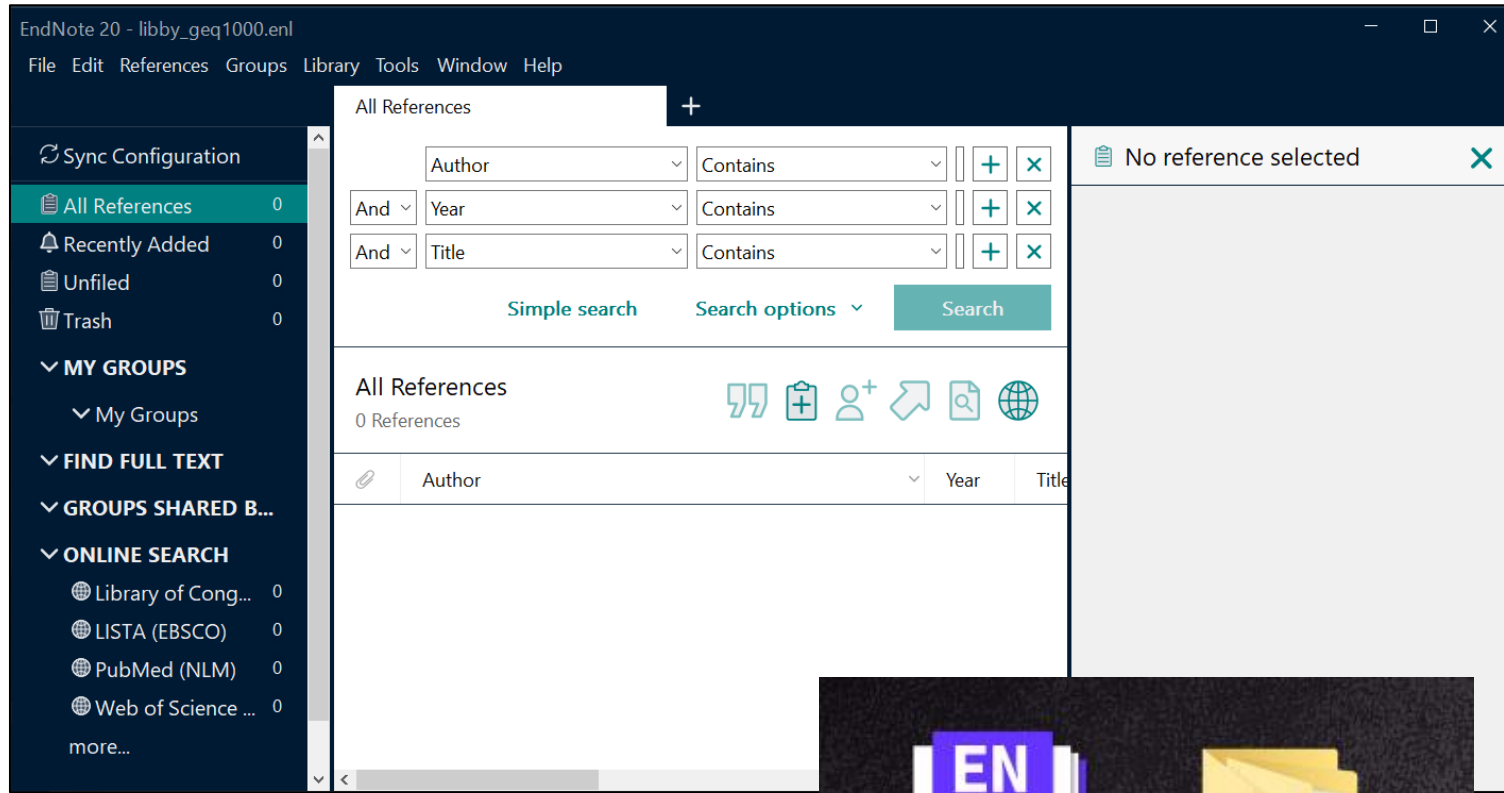 EndNote 20 - libby_geq1000.enl
File Edit References Groups Library Tools Window Help
All References
Sync Configuration
All References 0
Recently Added 0
Unfiled 0
Trash 0
MY GROUPS
My Groups
FIND FULL TEXT
GROUPS SHARED B...
ONLINE SEARCH
Library of Cong... 0
LISTA (EBSCO) 0
PubMed (NLM) 0
Web of Science ... 0
more...
Author Contains
And Year Contains
And Title Contains
Simple search Search options Search
All References
0 References
Author Year Title
No reference selected
EN